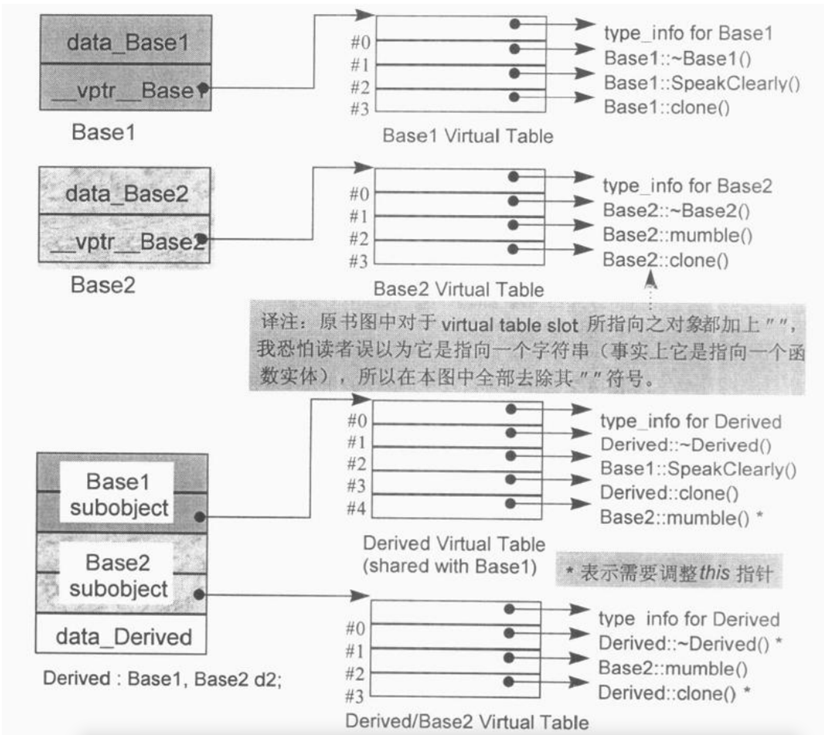 data_Base1
__vptr__Base1
Base1
#0
#1
#2
#3
type_info for Base1
Base1::~Base1()
Base1::SpeakClearly()
Base1::clone()
Base1 Virtual Table
data_Base2
__vptr__Base2
Base2
#0
#1
#2
#3
type_info for Base2
Base2::~Base2()
Base2::mumble()
Base2::clone()
Base2 Virtual Table
译注：原书图中对于 virtual table slot 所指向之对象都加上 " ",
我恐怕读者误以为它是指向一个字符串（事实上它是指向一个函
数实体），所以在本图中全部去除其 " " 符号。
Base1
subobject
Base2
subobject
data_Derived
Derived : Base1, Base2 d2;
#0
#1
#2
#3
#4
type_info for Derived
Derived::~Derived()
Base1::SpeakClearly()
Derived::clone()
Base2::mumble() *
Derived Virtual Table
(shared with Base1)
* 表示需要调整this 指针
#0
#1
#2
#3
type info for Derived
Derived::~Derived() *
Base2::mumble()
Derived::clone() *
Derived/Base2 Virtual Table